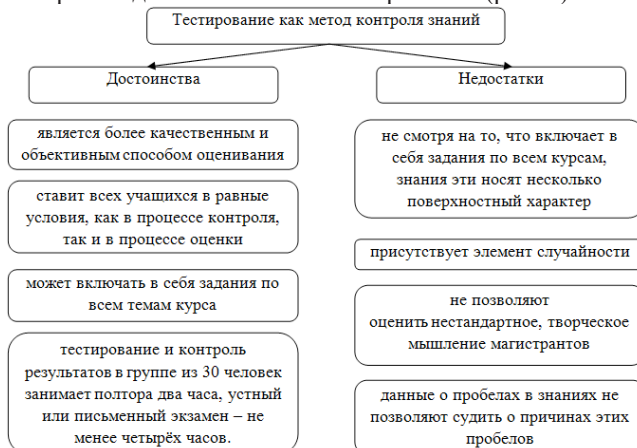 Тестирование как метод контроля знаний
Достоинства
является более качественным и
объективным способом оценивания
ставит всех учащихся в равные
условия, как в процессе контроля,
так и в процессе оценки
может включать в себя задания по
всем темам курса
тестирование и контроль
результатов в группе из 30 человек
занимает полтора два часа, устный
или письменный экзамен – не
менее четырёх часов.
Недостатки
не смотря на то, что включает в
себя задания по всем курсам,
знания эти носят несколько
поверхностный характер
присутствует элемент случайности
не позволяют
оценить нестандартное, творческое
мышление магистрантов
данные о пробелах в знаниях не
позволяют судить о причинах этих
пробелов